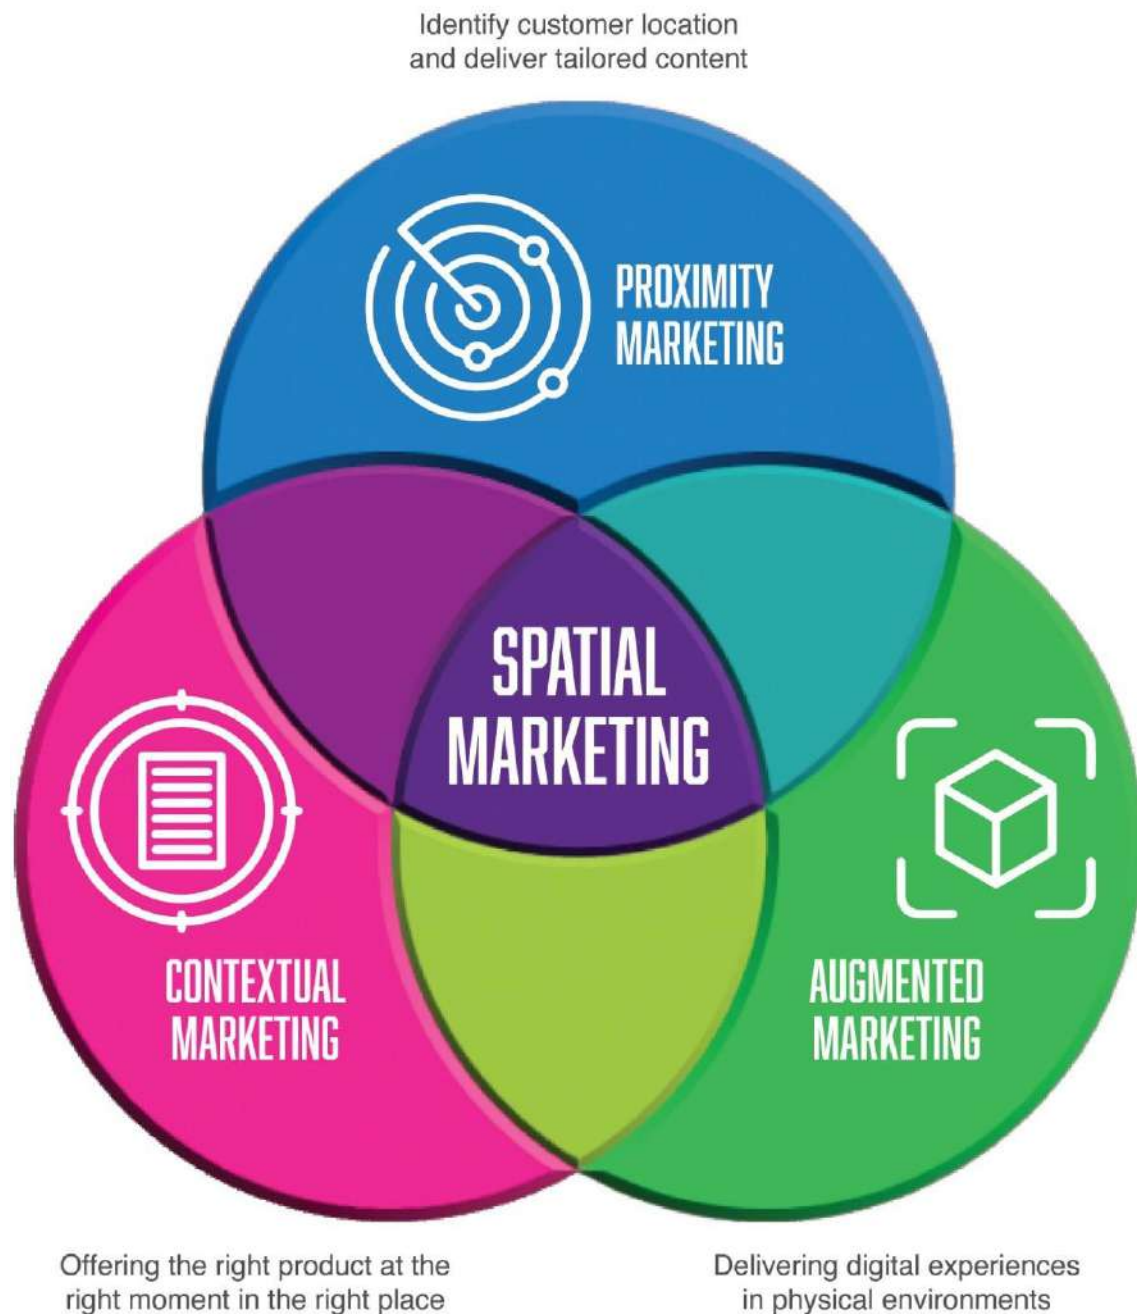 Identify customer location
and deliver tailored content
PROXIMITY
MARKETING
SPATIAL
MARKETING
CONTEXTUAL
MARKETING
AUGMENTED
MARKETING
Offering the right product at the
right moment in the right place
Delivering digital experiences
in physical environments